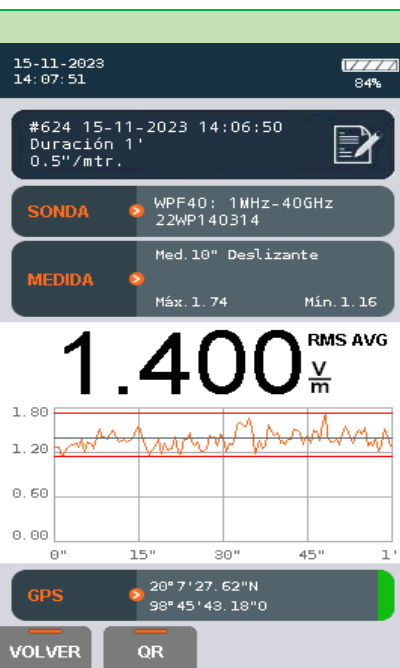 15-11-2023
14:07:51
84%
#624 15-11-2023 14:06:50
Duración 1'
0.5"/mtr.
SONDA
WPF40: 1MHz-40GHz
22WP140314
MEDIDA
Med.10" Deslizante
Máx.1.74 Mín.1.16
1.400 RMS AVG V/m
1.80
1.20
0.60
0.00
0" 15" 30" 45" 1'
GPS
20°7'27.62"N
98°45'43.18"O
VOLVER QR